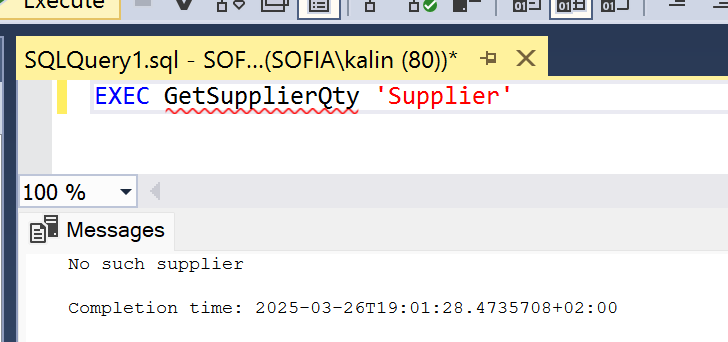 Execute
SQLQuery1.sql - SOF...(SOFIA\kalin (80))*
EXEC GetSupplierQty 'Supplier'
100 %
Messages
No such supplier
Completion time: 2025-03-26T19:01:28.4735708+02:00